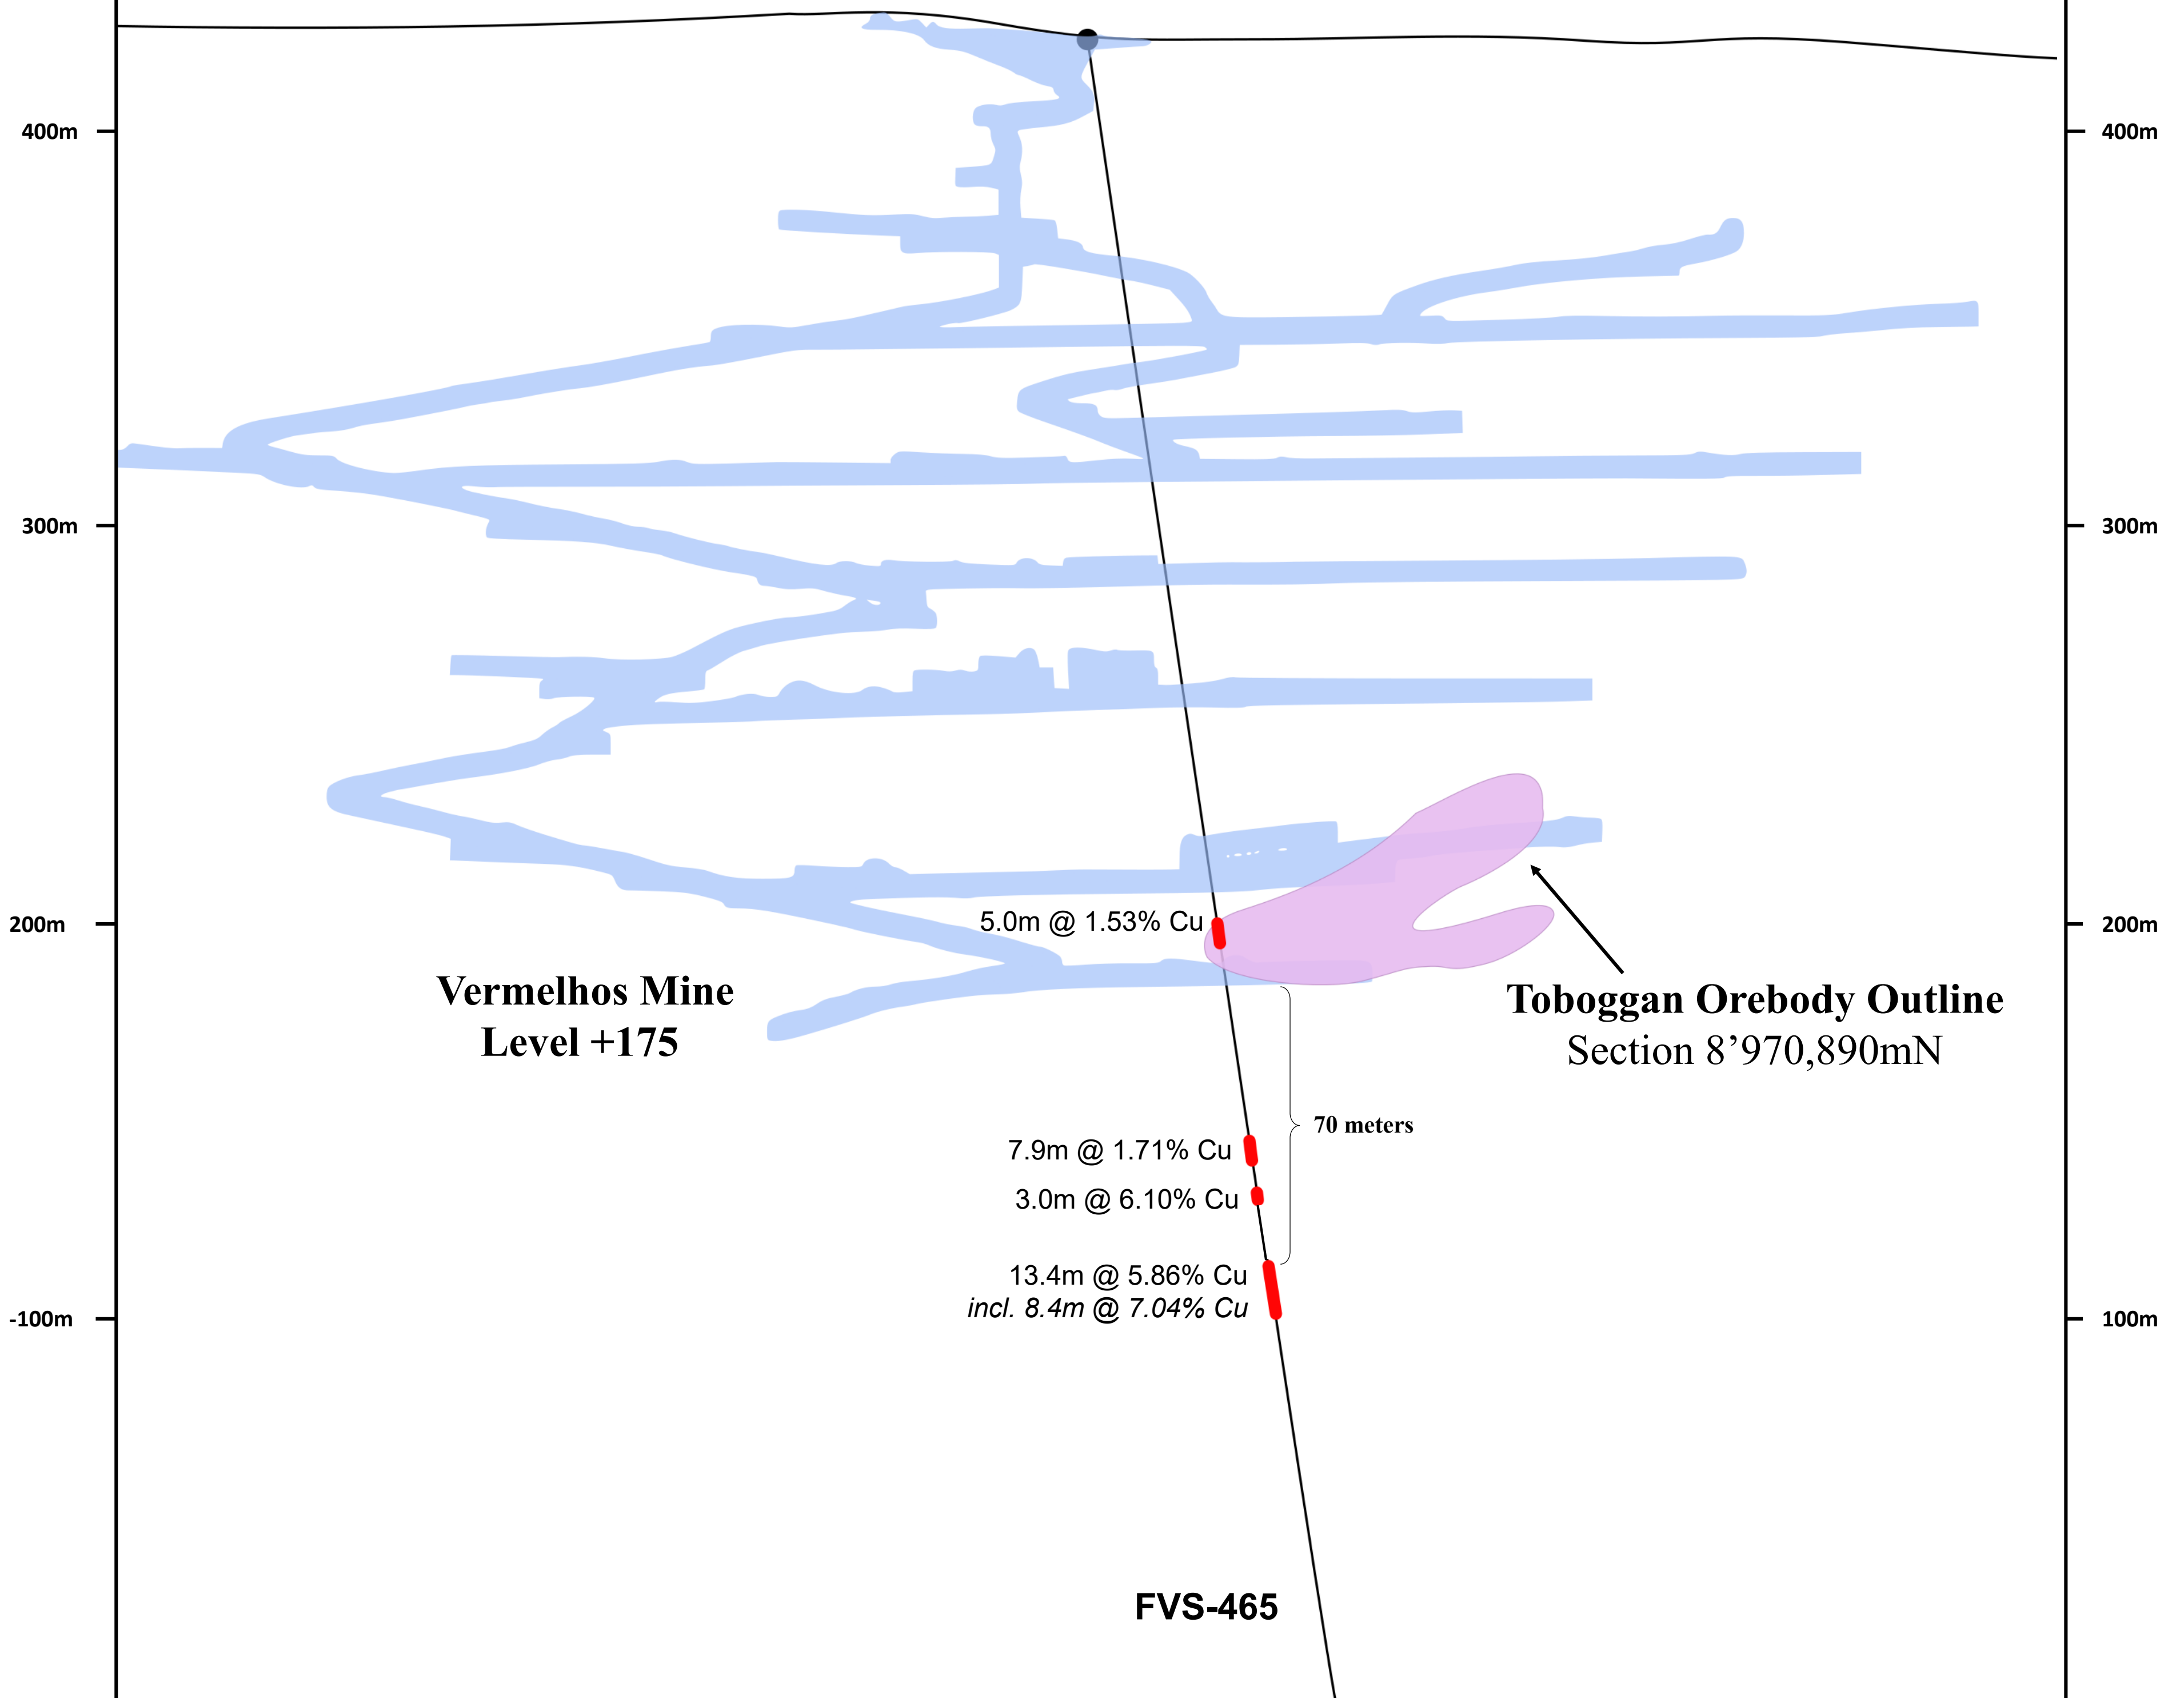 400m
400m
300m
300m
5.0m @ 1.53% Cu
200m
200m
Vermelhos Mine
Level +175
Toboggan Orebody Outline
Section 8’970,890mN
70 meters
7.9m @ 1.71% Cu
3.0m @ 6.10% Cu
13.4m @ 5.86% Cu
incl. 8.4m @ 7.04% Cu
-100m
100m
FVS-465